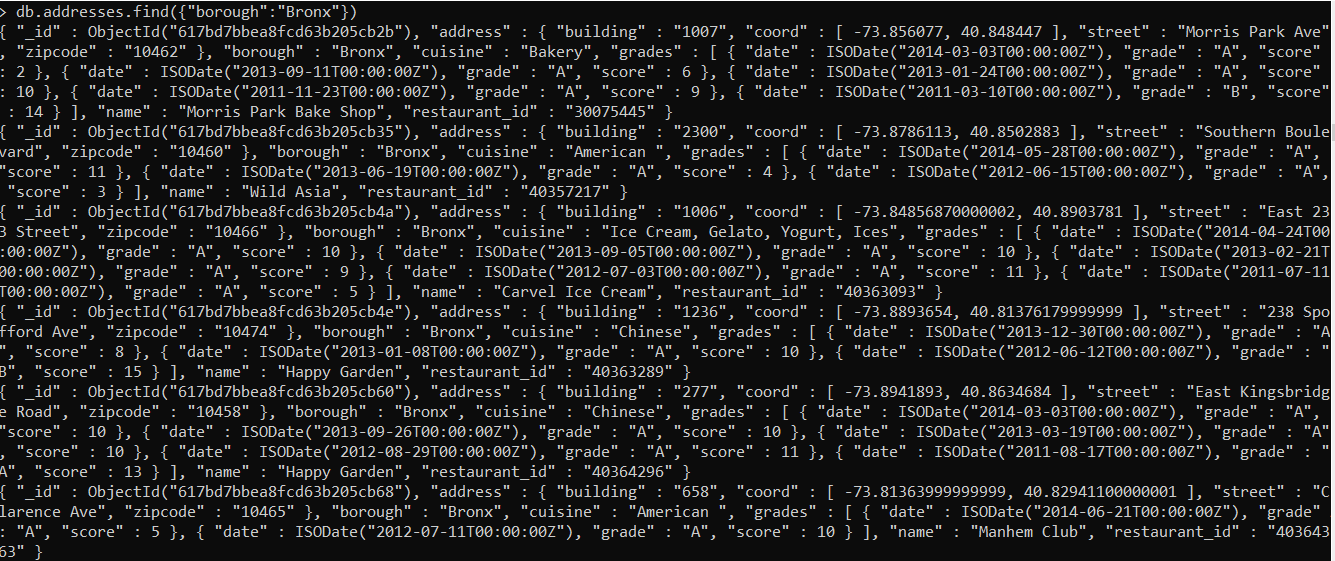 > db.addresses.find({"borough":"Bronx"})
{ "_id" : ObjectId("617bd7bbea8fcd63b205cb2b"), "address" : { "building" : "1007", "coord" : [ -73.856077, 40.848447 ], "street" : "Morris Park Ave"
, "zipcode" : "10462" }, "borough" : "Bronx", "cuisine" : "Bakery", "grades" : [ { "date" : ISODate("2014-03-03T00:00:00Z"), "grade" : "A", "score"
: 2 }, { "date" : ISODate("2013-09-11T00:00:00Z"), "grade" : "A", "score" : 6 }, { "date" : ISODate("2013-01-24T00:00:00Z"), "grade" : "A", "score"
: 10 }, { "date" : ISODate("2011-11-23T00:00:00Z"), "grade" : "A", "score" : 9 }, { "date" : ISODate("2011-03-10T00:00:00Z"), "grade" : "B", "score"
: 14 } ], "name" : "Morris Park Bake Shop", "restaurant_id" : "30075445" }
{ "_id" : ObjectId("617bd7bbea8fcd63b205cb35"), "address" : { "building" : "2300", "coord" : [ -73.8786113, 40.8502883 ], "street" : "Southern Boule
vard", "zipcode" : "10460" }, "borough" : "Bronx", "cuisine" : "American ", "grades" : [ { "date" : ISODate("2014-05-28T00:00:00Z"), "grade" : "A",
"score" : 11 }, { "date" : ISODate("2013-06-19T00:00:00Z"), "grade" : "A", "score" : 4 }, { "date" : ISODate("2012-06-15T00:00:00Z"), "grade" : "A",
"score" : 3 } ], "name" : "Wild Asia", "restaurant_id" : "40357217" }
{ "_id" : ObjectId("617bd7bbea8fcd63b205cb4a"), "address" : { "building" : "1006", "coord" : [ -73.84856870000002, 40.8903781 ], "street" : "East 23
3 Street", "zipcode" : "10466" }, "borough" : "Bronx", "cuisine" : "Ice Cream, Gelato, Yogurt, Ices", "grades" : [ { "date" : ISODate("2014-04-24T00
:00:00Z"), "grade" : "A", "score" : 10 }, { "date" : ISODate("2013-09-05T00:00:00Z"), "grade" : "A", "score" : 10 }, { "date" : ISODate("2013-02-21T
00:00:00Z"), "grade" : "A", "score" : 9 }, { "date" : ISODate("2012-07-03T00:00:00Z"), "grade" : "A", "score" : 11 }, { "date" : ISODate("2011-07-11
T00:00:00Z"), "grade" : "A", "score" : 5 } ], "name" : "Carvel Ice Cream", "restaurant_id" : "40363093" }
{ "_id" : ObjectId("617bd7bbea8fcd63b205cb4e"), "address" : { "building" : "1236", "coord" : [ -73.8893654, 40.81376179999999 ], "street" : "238 Spo
fford Ave", "zipcode" : "10474" }, "borough" : "Bronx", "cuisine" : "Chinese", "grades" : [ { "date" : ISODate("2013-12-30T00:00:00Z"), "grade" : "A
", "score" : 8 }, { "date" : ISODate("2013-01-08T00:00:00Z"), "grade" : "A", "score" : 10 }, { "date" : ISODate("2012-06-12T00:00:00Z"), "grade" : "
B", "score" : 15 } ], "name" : "Happy Garden", "restaurant_id" : "40363289" }
{ "_id" : ObjectId("617bd7bbea8fcd63b205cb60"), "address" : { "building" : "277", "coord" : [ -73.8941893, 40.8634684 ], "street" : "East Kingsbridg
e Road", "zipcode" : "10458" }, "borough" : "Bronx", "cuisine" : "Chinese", "grades" : [ { "date" : ISODate("2014-03-03T00:00:00Z"), "grade" : "A",
"score" : 10 }, { "date" : ISODate("2013-09-26T00:00:00Z"), "grade" : "A", "score" : 10 }, { "date" : ISODate("2013-03-19T00:00:00Z"), "grade" : "A"
, "score" : 10 }, { "date" : ISODate("2012-08-29T00:00:00Z"), "grade" : "A", "score" : 11 }, { "date" : ISODate("2011-08-17T00:00:00Z"), "grade" : "
A", "score" : 13 } ], "name" : "Happy Garden", "restaurant_id" : "40364296" }
{ "_id" : ObjectId("617bd7bbea8fcd63b205cb68"), "address" : { "building" : "658", "coord" : [ -73.81363999999999, 40.82941100000001 ], "street" : "C
larence Ave", "zipcode" : "10465" }, "borough" : "Bronx", "cuisine" : "American ", "grades" : [ { "date" : ISODate("2014-06-21T00:00:00Z"), "grade"
: "A", "score" : 5 }, { "date" : ISODate("2012-07-11T00:00:00Z"), "grade" : "A", "score" : 10 } ], "name" : "Manhem Club", "restaurant_id" : "403643
63" }